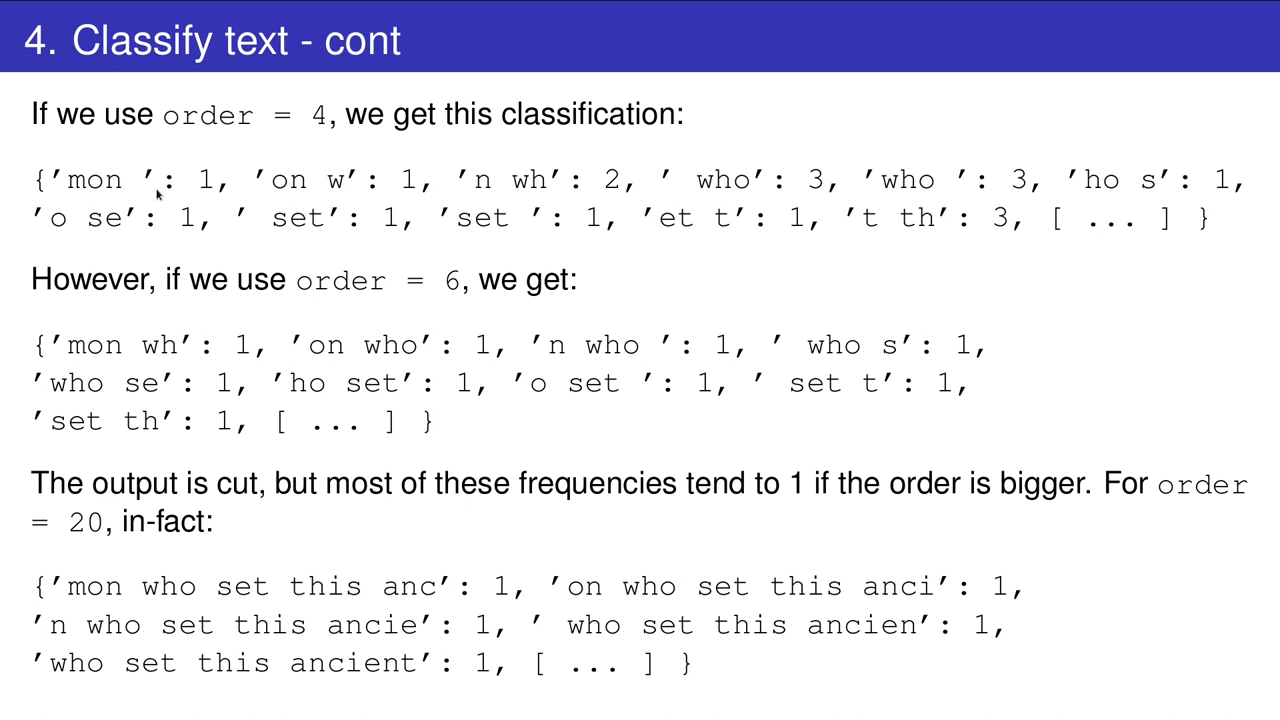 4. Classify text - cont
If we use order = 4, we get this classification:
{’mon ’: 1, ’on w’: 1, ’n wh’: 2, ’ who’: 3, ’who ’: 3, ’ho s’: 1,
’o se’: 1, ’ set’: 1, ’set ’: 1, ’et t’: 1, ’t th’: 3, [ ... ] }
However, if we use order = 6, we get:
{’mon wh’: 1, ’on who’: 1, ’n who ’: 1, ’ who s’: 1,
’who se’: 1, ’ho set’: 1, ’o set ’: 1, ’ set t’: 1,
’set th’: 1, [ ... ] }
The output is cut, but most of these frequencies tend to 1 if the order is bigger. For order
= 20, in-fact:
{’mon who set this anc’: 1, ’on who set this anci’: 1,
’n who set this ancie’: 1, ’ who set this ancien’: 1,
’who set this ancient’: 1, [ ... ] }